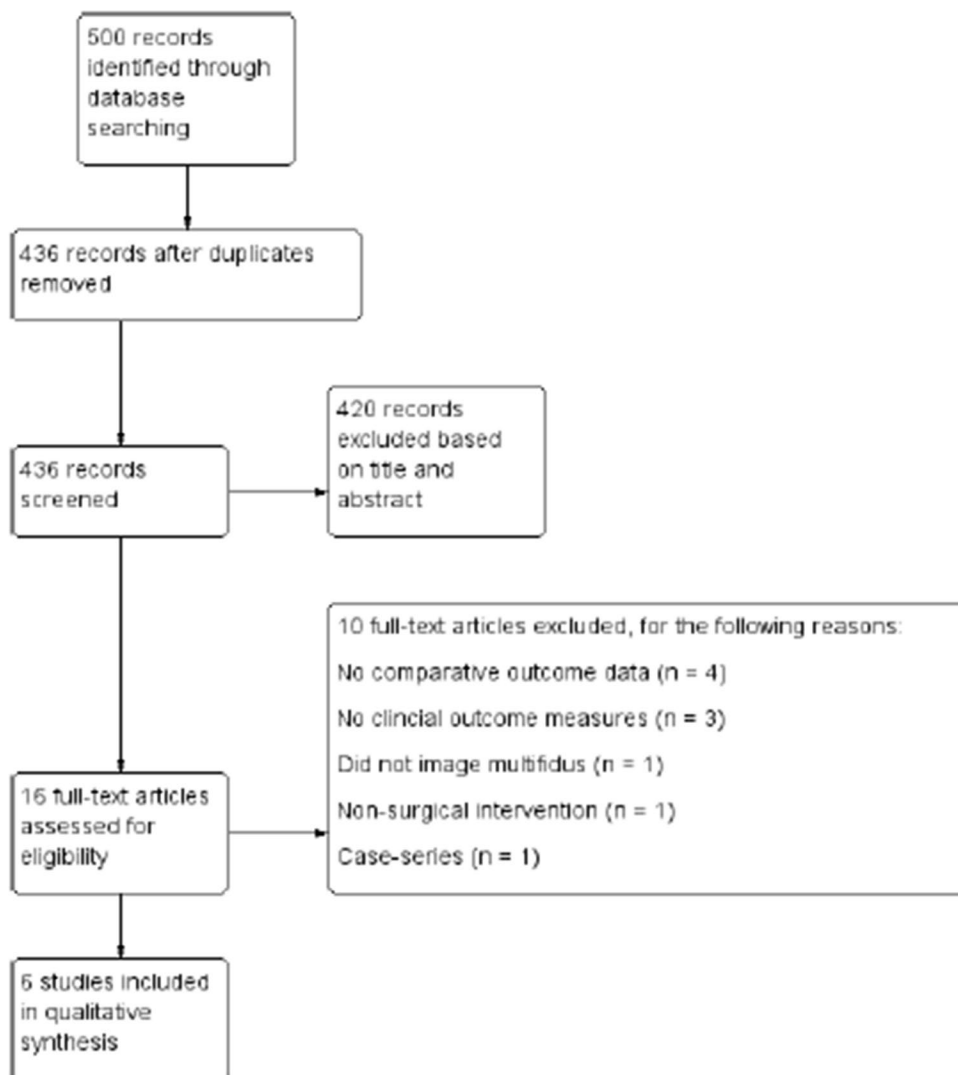 500 records
identified through
database
searching
436 records after duplicates
removed
436 records
screened
420 records
excluded based
on title and
abstract
16 full-text articles
assessed for
eligibility
10 full-text articles excluded, for the following reasons:
No comparative outcome data (n = 4)
No clincial outcome measures (n = 3)
Did not image multifidus (n = 1)
Non-surgical intervention (n = 1)
Case-series (n = 1)
6 studies included
in qualitative
synthesis